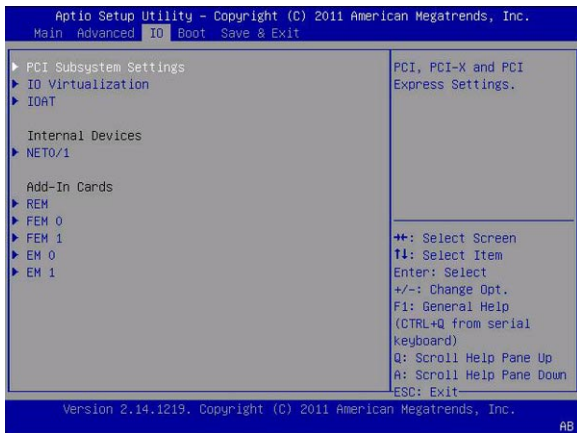 Aptio Setup Utility – Copyright (C) 2011 American Megatrends, Inc.
Main Advanced IO Boot Save & Exit
PCI Subsystem Settings
IO Virtualization
IOAT
Internal Devices
NET0/1
Add-In Cards
REM
FEM 0
FEM 1
EM 0
EM 1
PCI, PCI-X and PCI
Express Settings.
→←: Select Screen
↑↓: Select Item
Enter: Select
+/-: Change Opt.
F1: General Help
(CTRL+Q from serial
keyboard)
Q: Scroll Help Pane Up
A: Scroll Help Pane Down
ESC: Exit
Version 2.14.1219. Copyright (C) 2011 American Megatrends, Inc.
AB